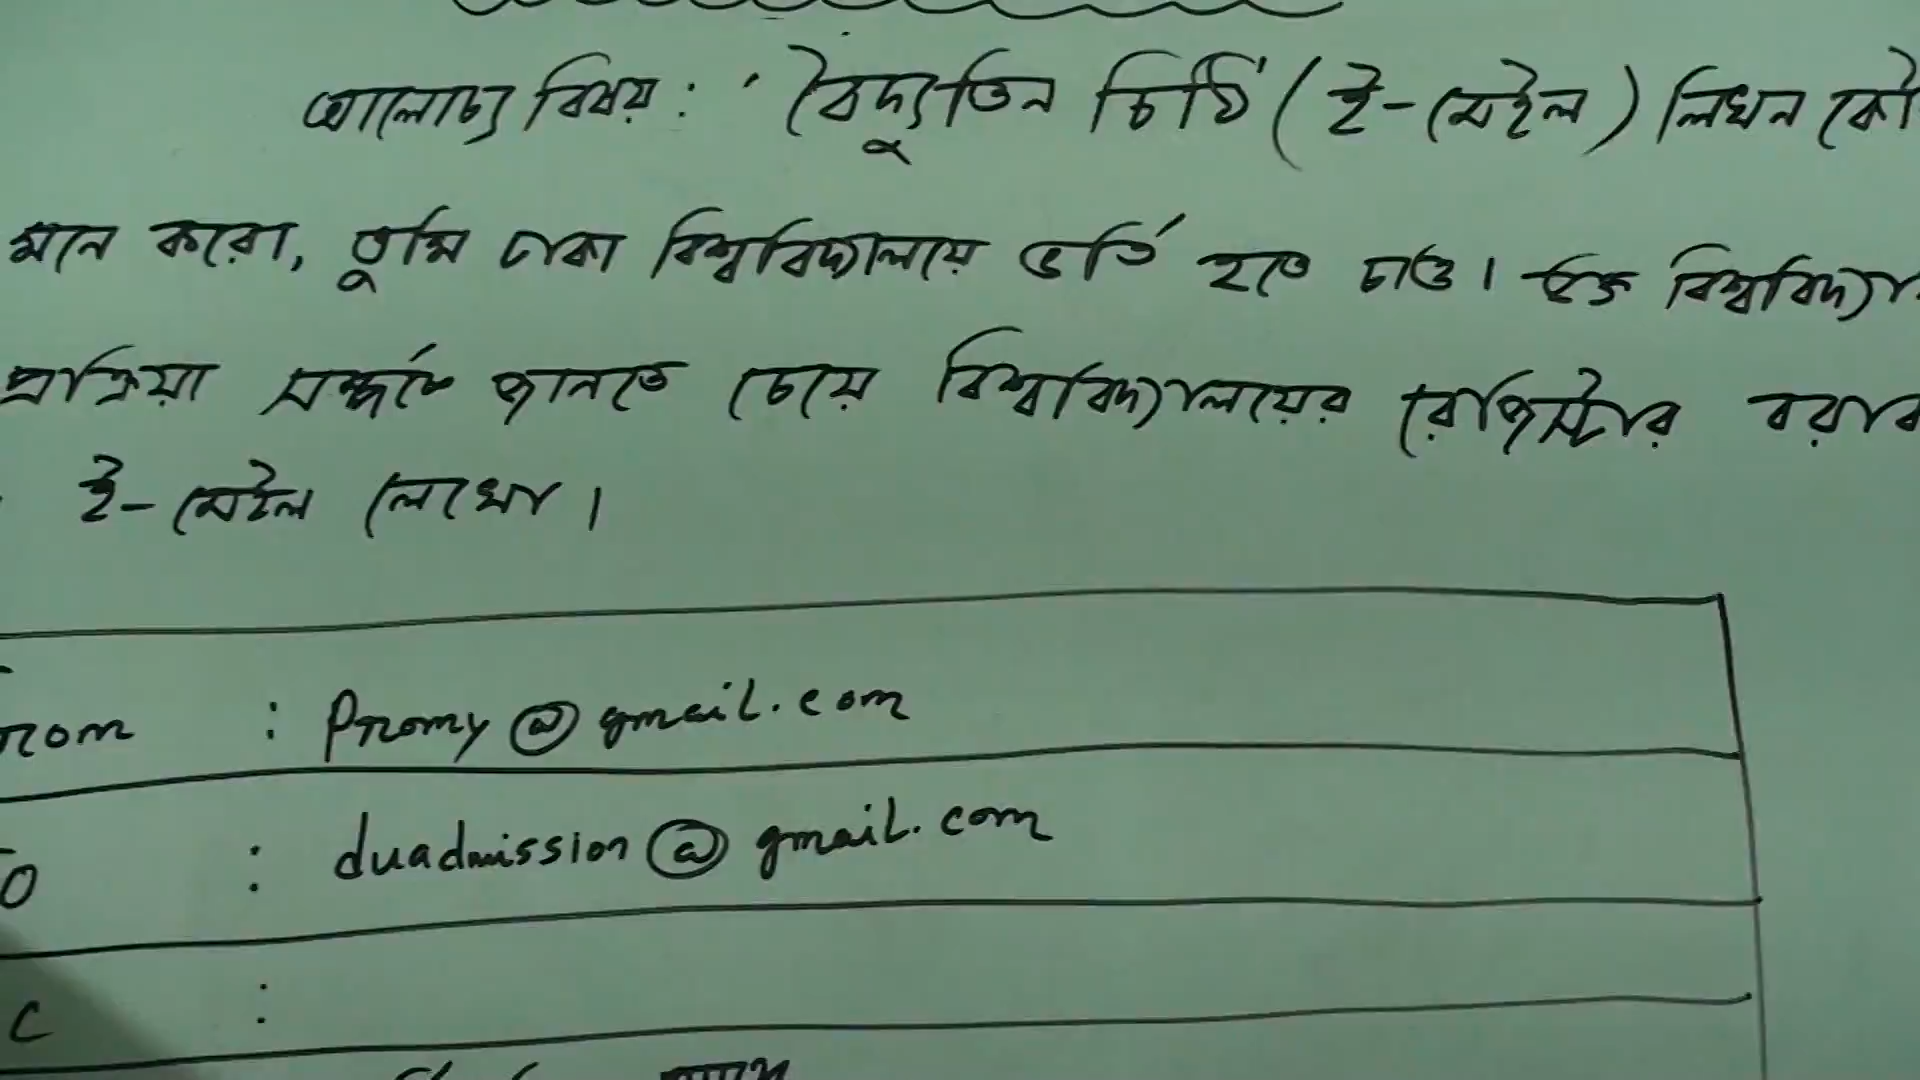 আলোচ্য বিষয়: 'বৈদ্যুতিন চিঠি (ই-মেইল) লিখন কৌ
মনে করো, তুমি ঢাকা বিশ্ববিদ্যালয়ে ভর্তি হতে চাও। উক্ত বিশ্ববিদ্যা
প্রক্রিয়া সম্পর্কে জানতে চেয়ে বিশ্ববিদ্যালয়ের রেজিস্ট্রার বরাব
ই-মেইল লেখো।
rom : Promy@gmail.com
o : duadmission@gmail.com
c :